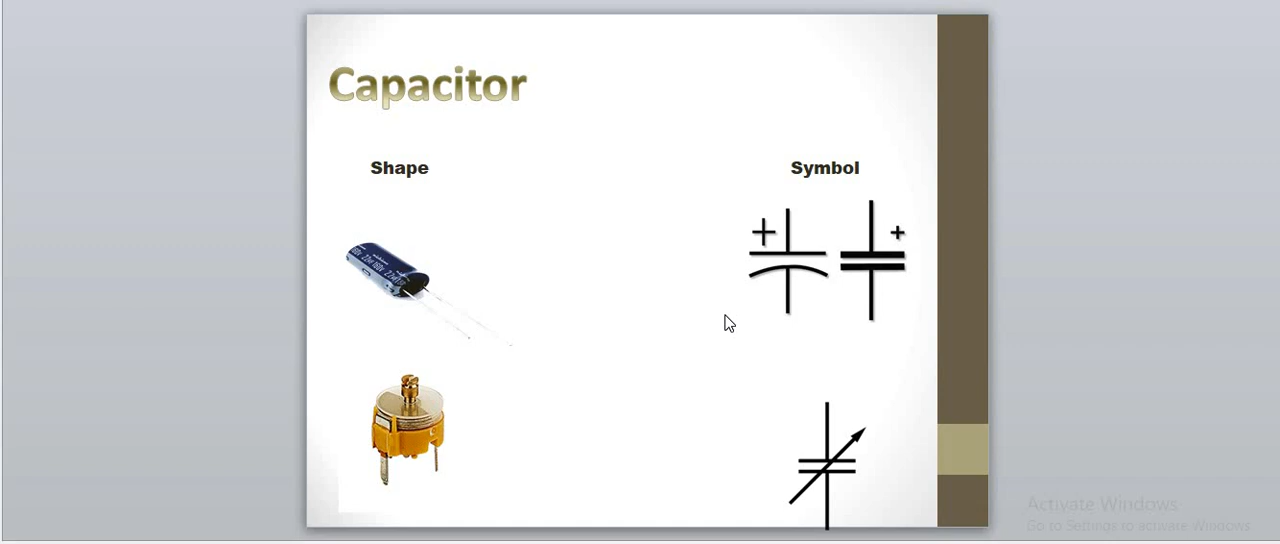 Capacitor
Shape
Symbol
+
+
Activate Windows
Go to Settings to activate Windows